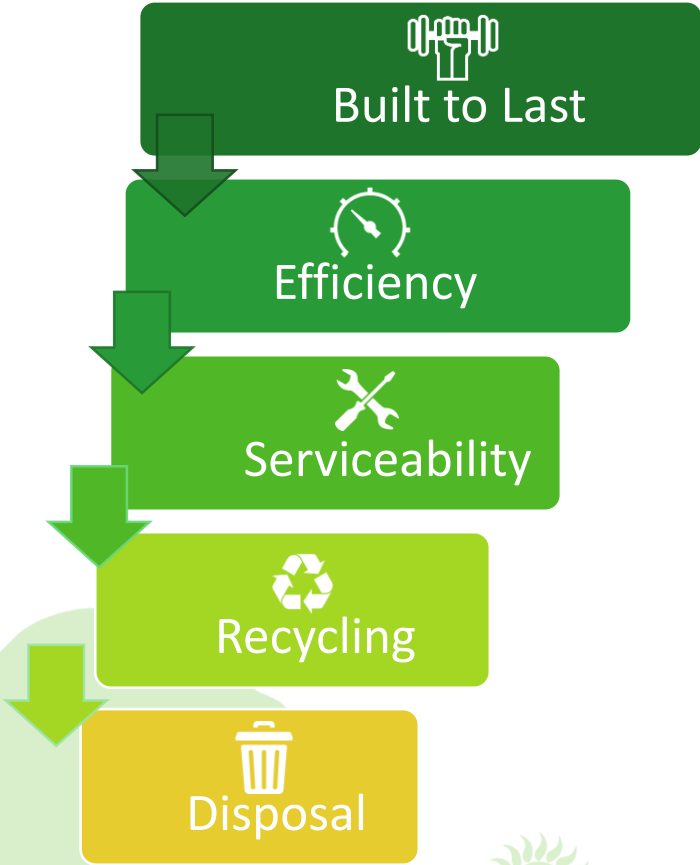 Built to Last
Efficiency
Serviceability
Recycling
Disposal